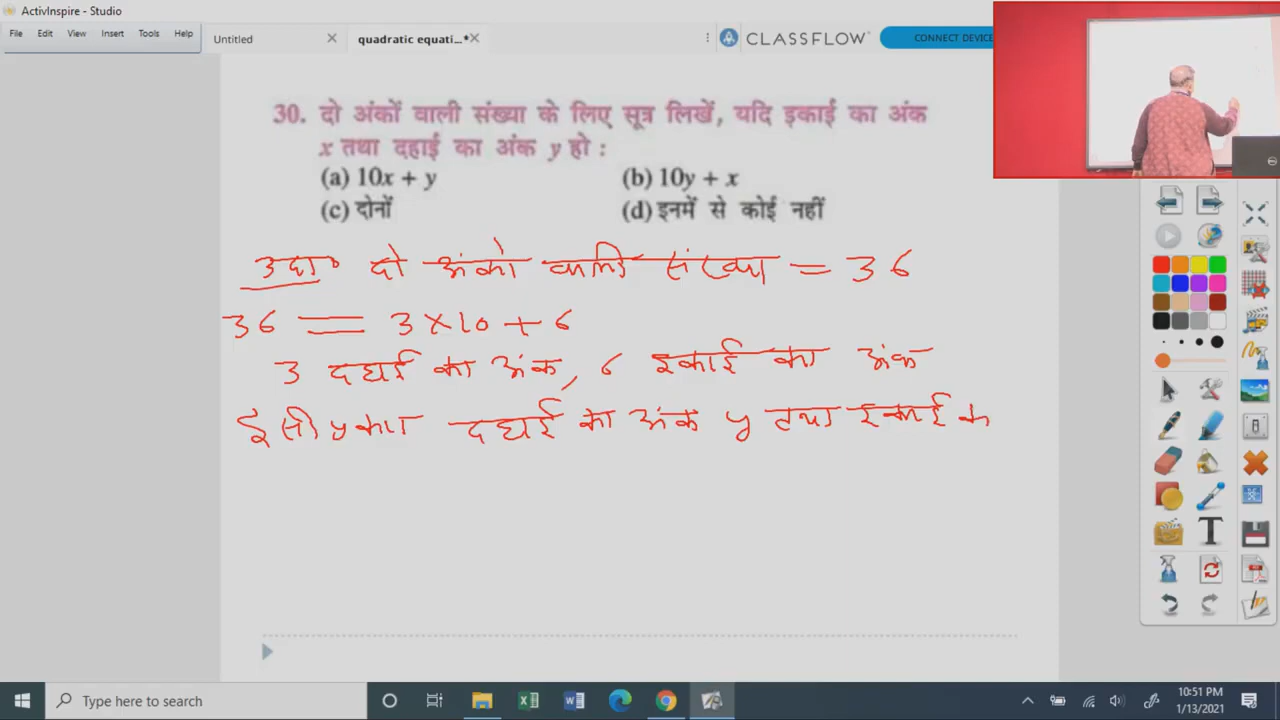 ActivInspire - Studio
File Edit View Insert Tools Help
Untitled
quadratic equati...*
CLASSFLOW
CONNECT DEVICE
30. दो अंकों वाली संख्या के लिए सूत्र लिखें, यदि इकाई का अंक
x तथा दहाई का अंक y हो :
(a) 10x + y
(b) 10y + x
(c) दोनों
(d) इनमें से कोई नहीं
उदा० दो अंको वाली संख्या = 36
36 = 3 × 10 + 6
3 दहाई का अंक, 6 इकाई का अंक
इसी प्रकार दहाई का अंक y तथा इकाई क
Type here to search
10:51 PM
1/13/2021